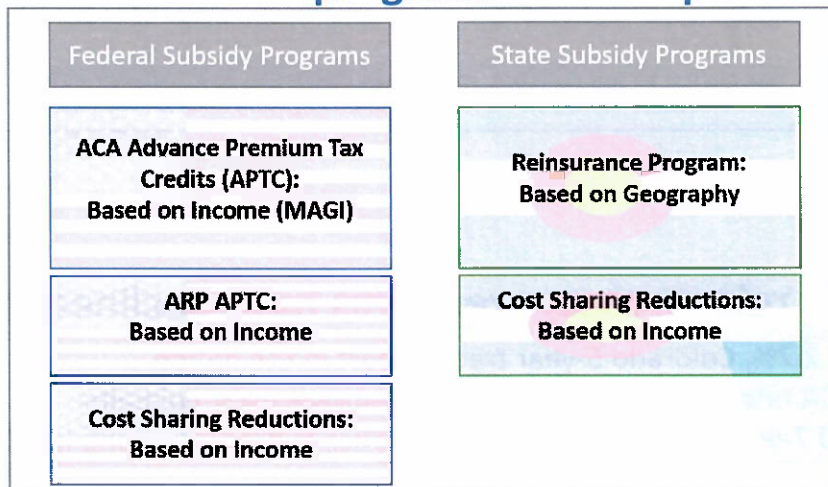 Federal Subsidy Programs
State Subsidy Programs
ACA Advance Premium Tax
Credits (APTC):
Based on Income (MAGI)
Reinsurance Program:
Based on Geography
ARP APTC:
Based on Income
Cost Sharing Reductions:
Based on Income
Cost Sharing Reductions:
Based on Income